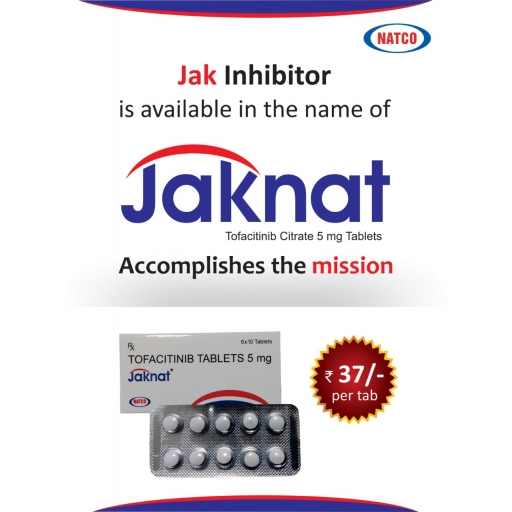 NATCO
Jak Inhibitor
is available in the name of
Jaknat
Tofacitinib Citrate 5 mg Tablets
Accomplishes the mission
Rx 6x10 Tablets
TOFACITINIB TABLETS 5 mg
Jaknat*
NATCO
₹ 37/-
per tab